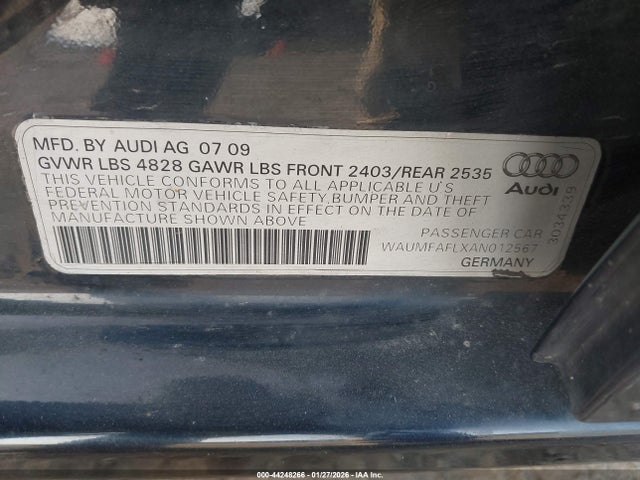 MFD. BY AUDI AG 07 09
GVWR LBS 4828 GAWR LBS FRONT 2403/REAR 2535
THIS VEHICLE CONFORMS TO ALL APPLICABLE U S
FEDERAL MOTOR VEHICLE SAFETY, BUMPER AND THEFT
PREVENTION STANDARDS IN EFFECT ON THE DATE OF
MANUFACTURE SHOWN ABOVE
PASSENGER CAR
WAUMFAFLXAN012567
GERMANY
Audi
3034339
000-44248266 - 01/27/2026 - IAAI Inc.